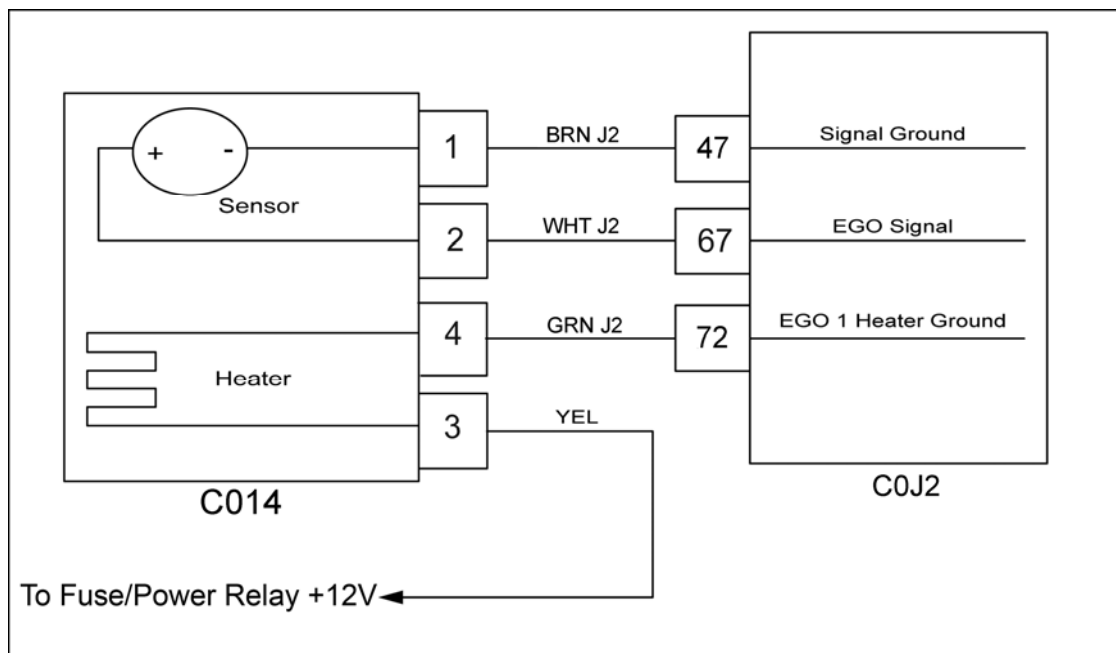 + -
Sensor
Heater
1
2
4
3
C014
BRN J2
WHT J2
GRN J2
YEL
47
67
72
Signal Ground
EGO Signal
EGO 1 Heater Ground
C0J2
To Fuse/Power Relay +12V